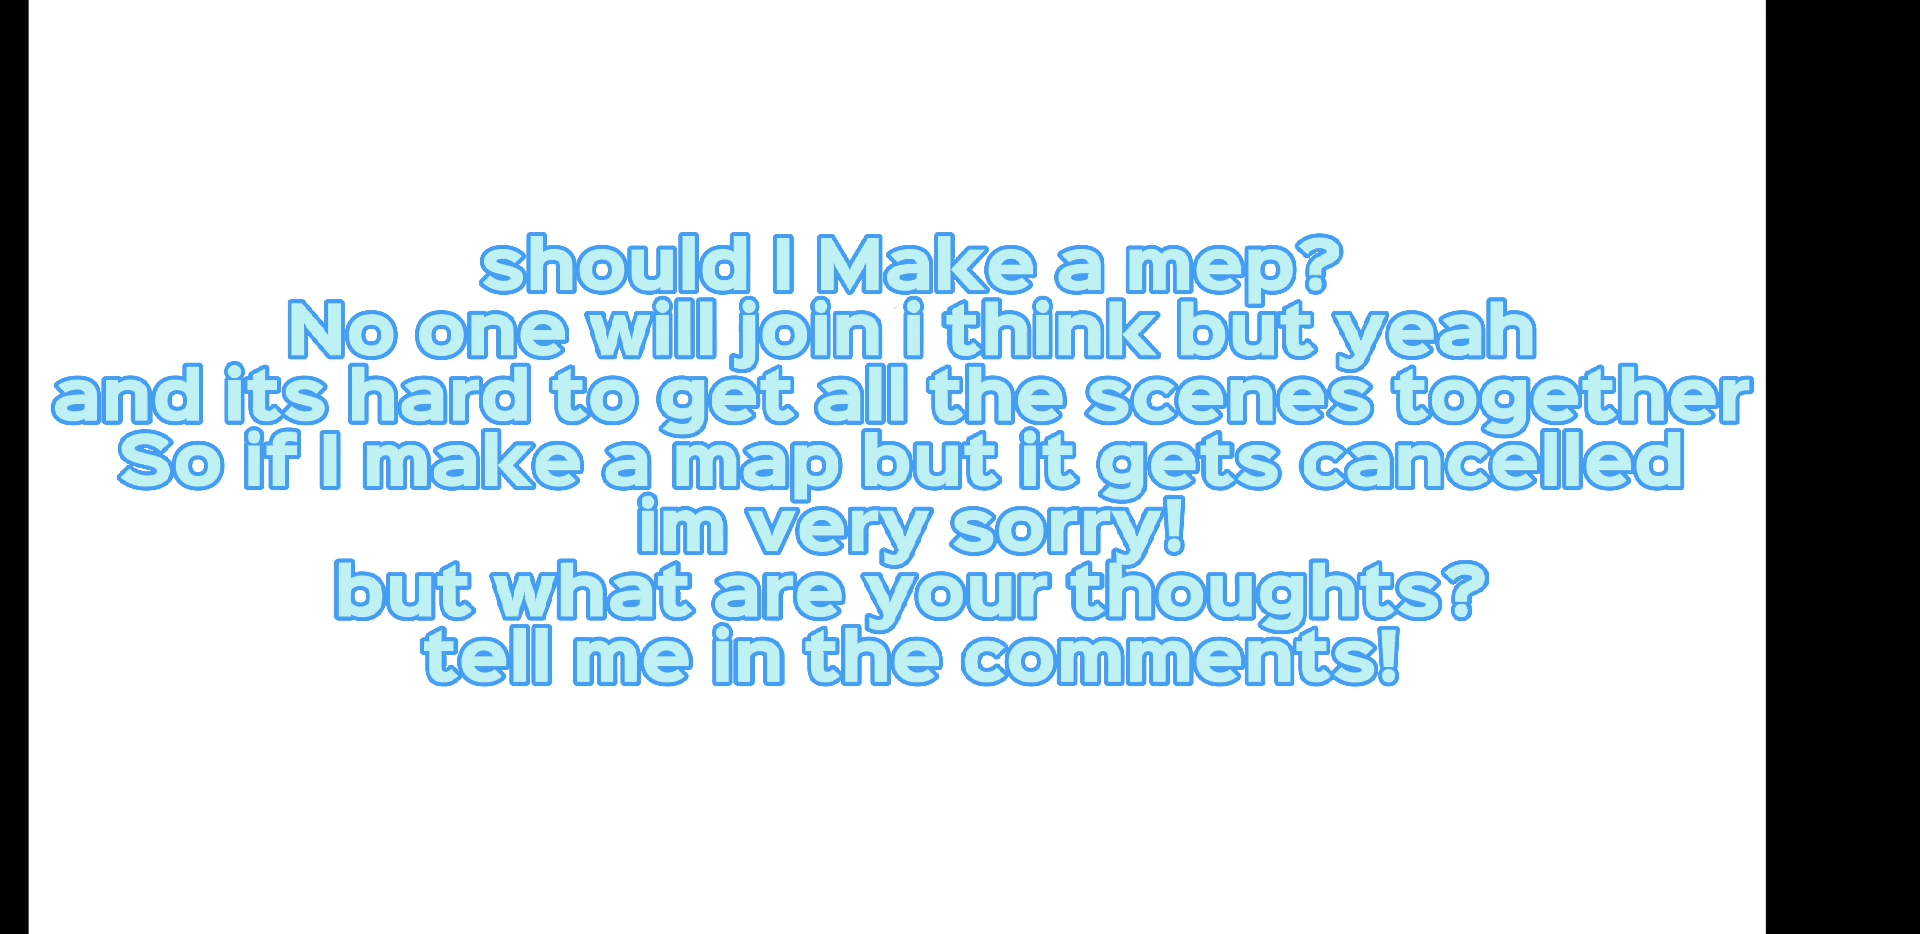 should I Make a mep?
No one will join i think but yeah
and its hard to get all the scenes together
So if I make a map but it gets cancelled
im very sorry!
but what are your thoughts?
tell me in the comments!